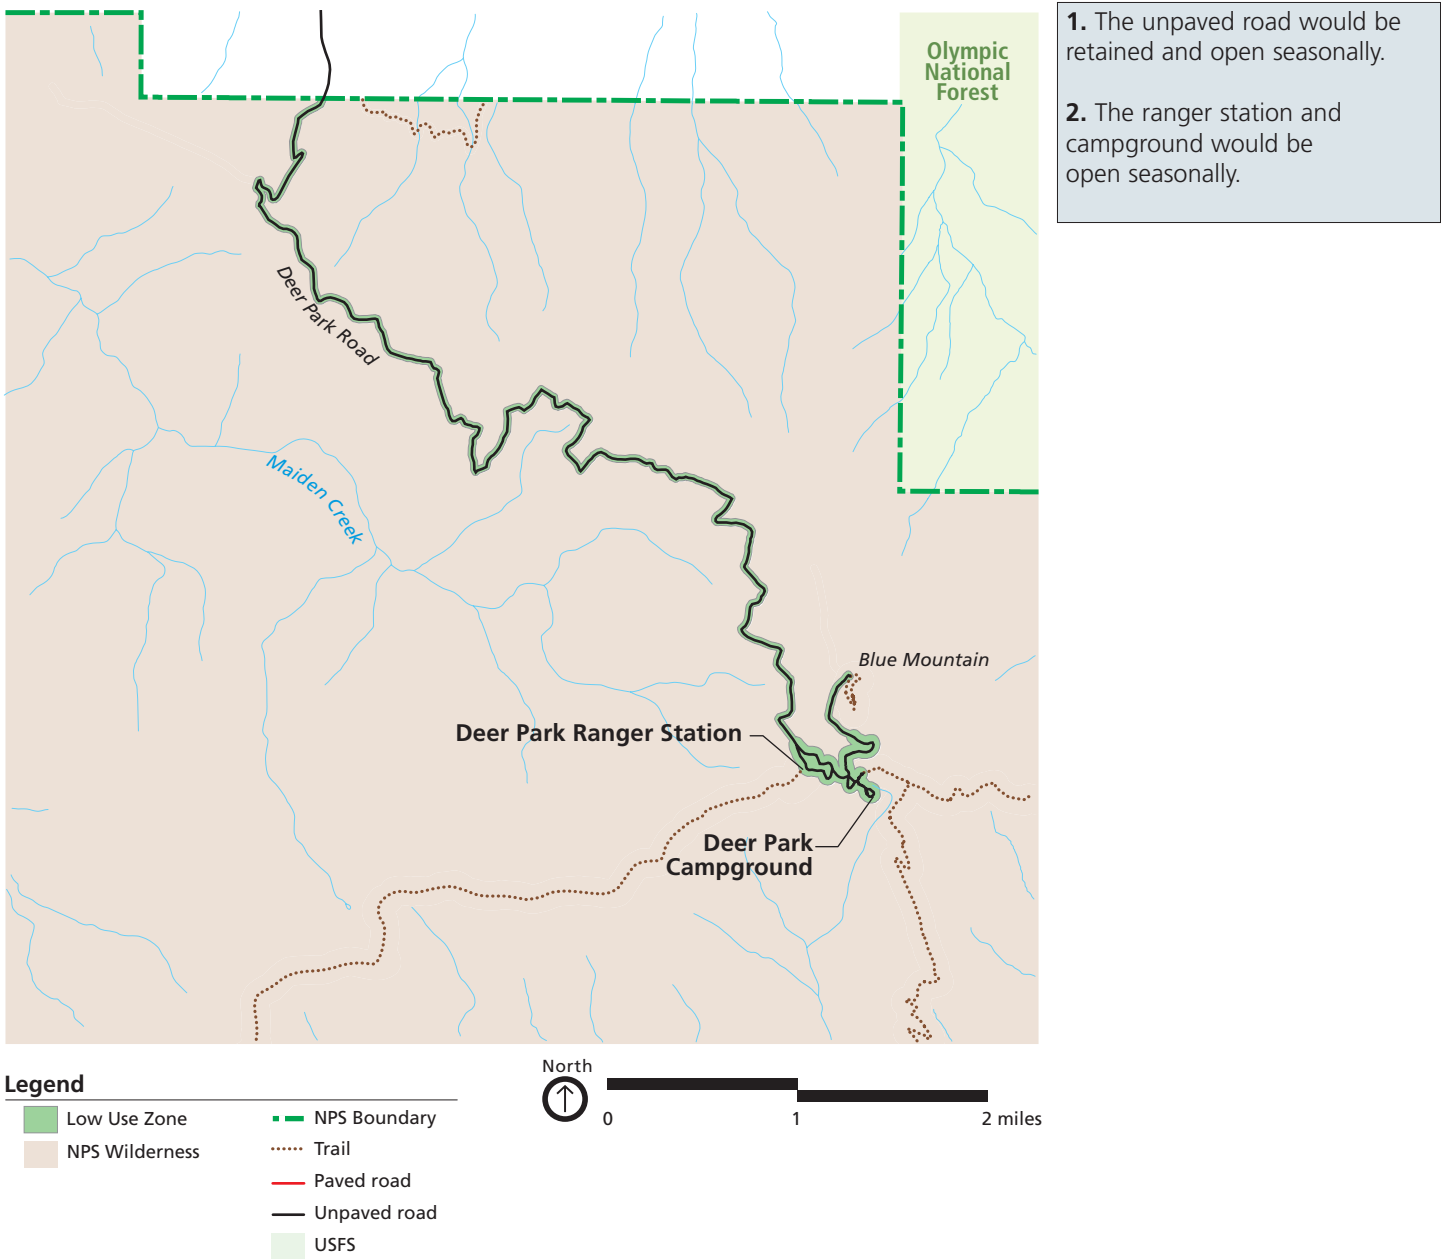 Olympic
National
Forest
1. The unpaved road would be
retained and open seasonally.
2. The ranger station and
campground would be
open seasonally.
Deer Park Road
Maiden Creek
Blue Mountain
Deer Park Ranger Station
Deer Park
Campground
Legend
Low Use Zone
NPS Wilderness
NPS Boundary
Trail
Paved road
Unpaved road
USFS
North
0 1 2 miles